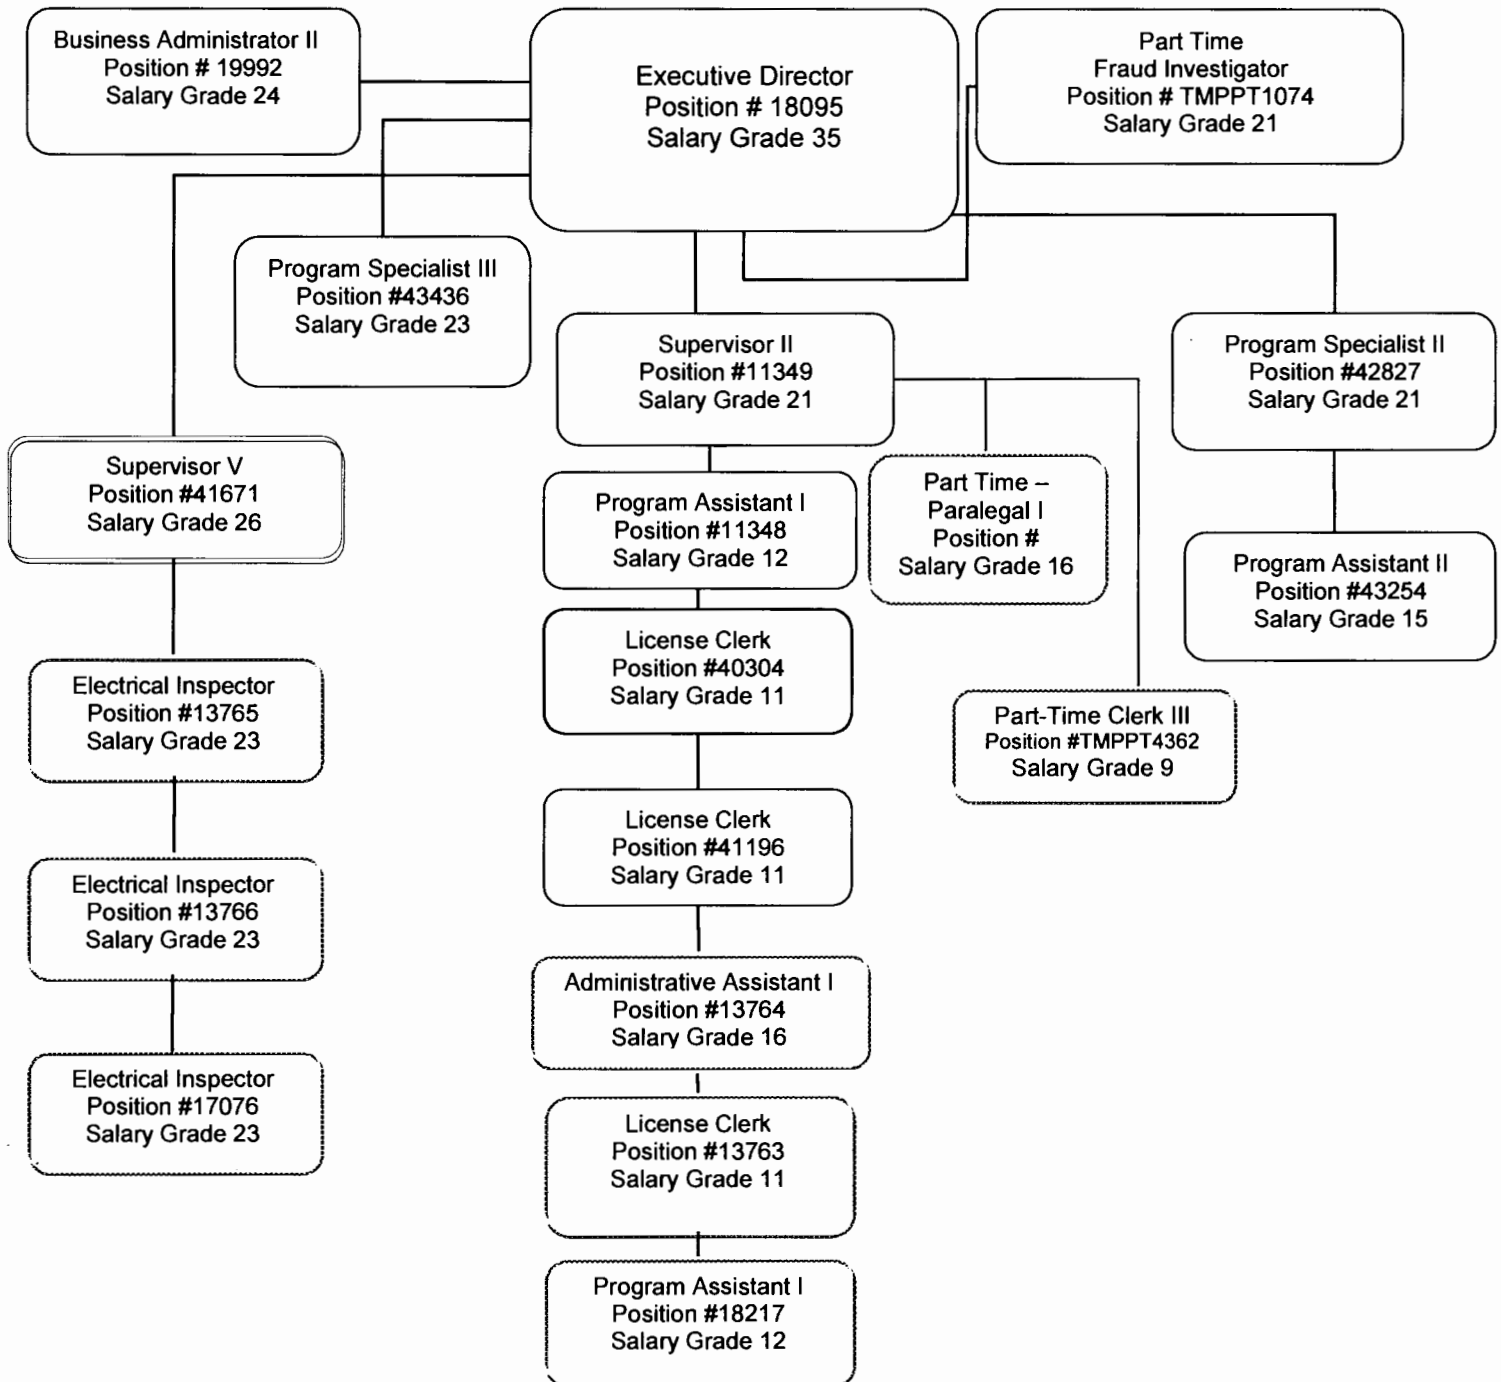 Business Administrator II
Position # 19992
Salary Grade 24
Executive Director
Position # 18095
Salary Grade 35
Part Time
Fraud Investigator
Position # TMPPT1074
Salary Grade 21
Program Specialist III
Position #43436
Salary Grade 23
Supervisor II
Position #11349
Salary Grade 21
Program Specialist II
Position #42827
Salary Grade 21
Supervisor V
Position #41671
Salary Grade 26
Program Assistant I
Position #11348
Salary Grade 12
Part Time –
Paralegal I
Position #
Salary Grade 16
Program Assistant II
Position #43254
Salary Grade 15
License Clerk
Position #40304
Salary Grade 11
Electrical Inspector
Position #13765
Salary Grade 23
Part-Time Clerk III
Position #TMPPT4362
Salary Grade 9
License Clerk
Position #41196
Salary Grade 11
Electrical Inspector
Position #13766
Salary Grade 23
Administrative Assistant I
Position #13764
Salary Grade 16
Electrical Inspector
Position #17076
Salary Grade 23
License Clerk
Position #13763
Salary Grade 11
Program Assistant I
Position #18217
Salary Grade 12